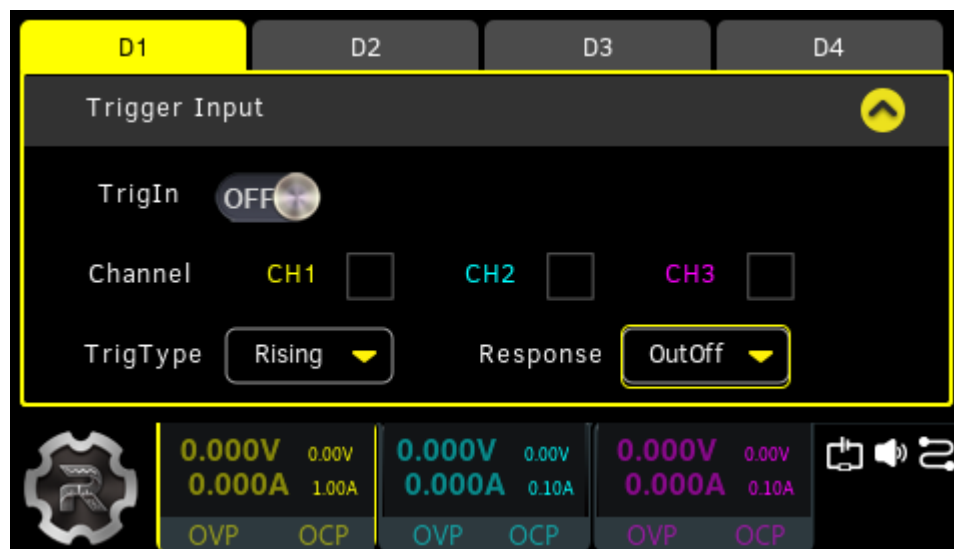 D1 D2 D3 D4
Trigger Input
TrigIn OFF
Channel CH1 CH2 CH3
TrigType Rising Response OutOff
0.000V 0.00V 0.000V 0.00V 0.000V 0.00V
0.000A 1.00A 0.000A 0.10A 0.000A 0.10A
OVP OCP OVP OCP OVP OCP
R